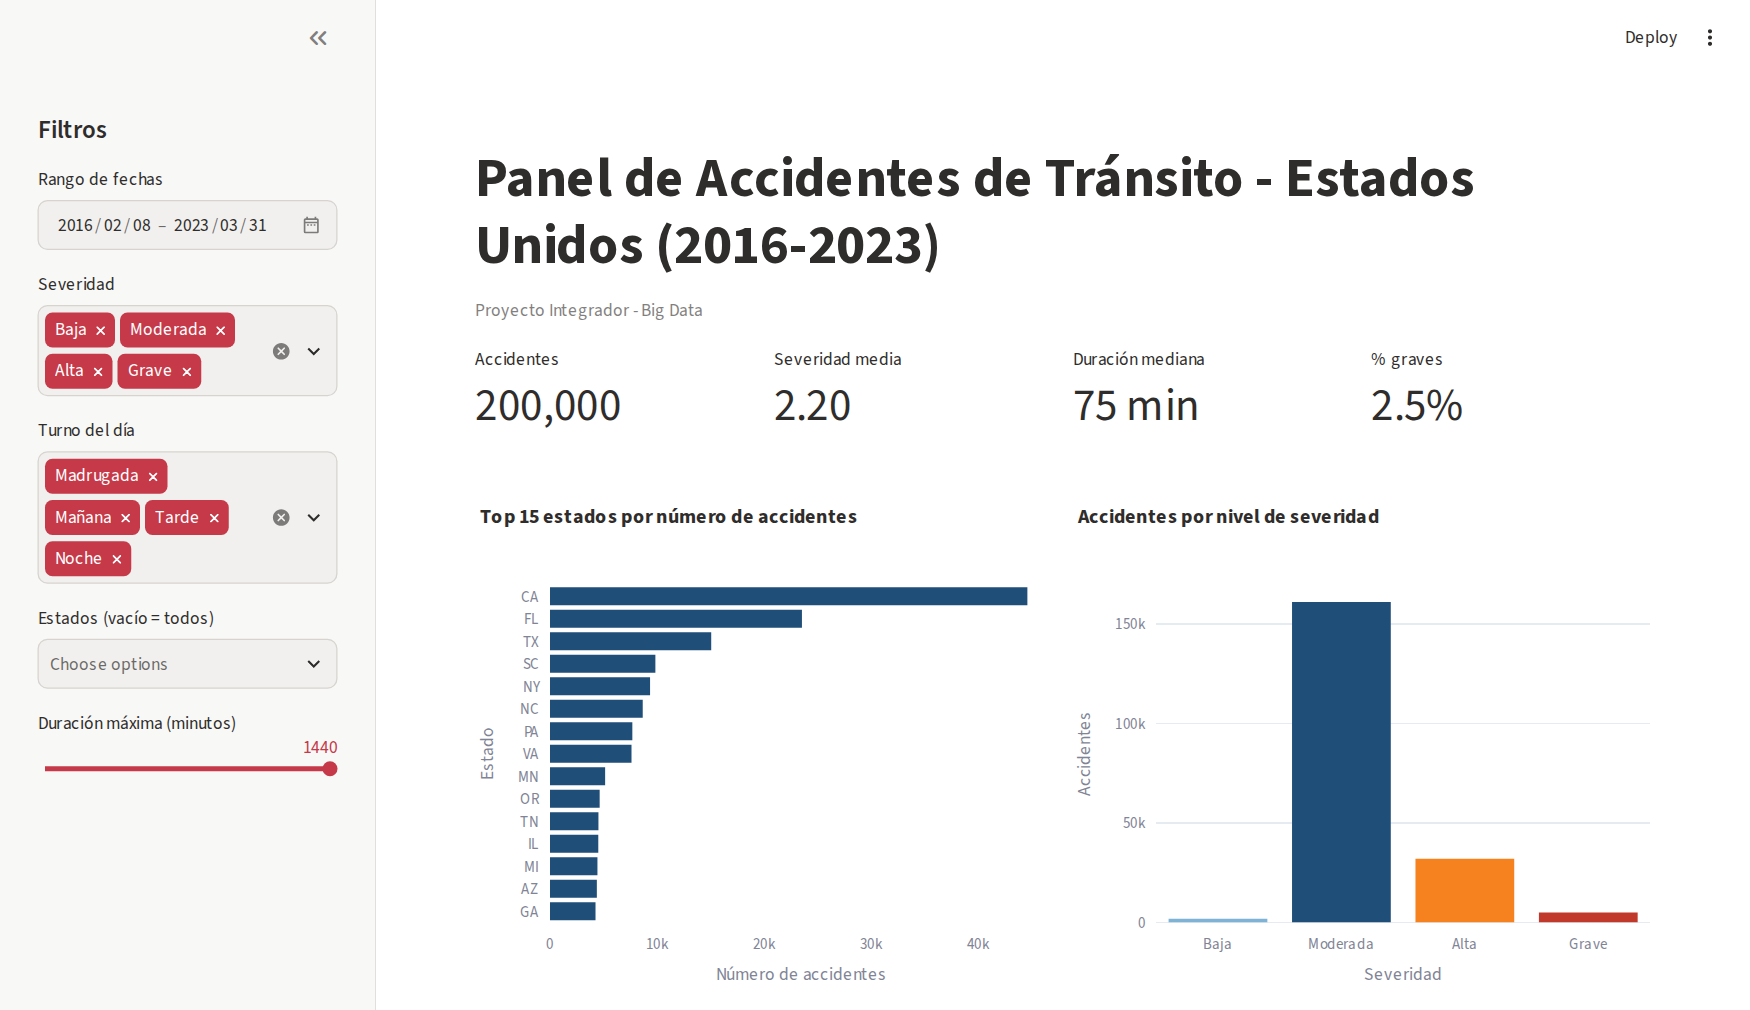 Deploy
Filtros
Rango de fechas
2016/02/08 – 2023/03/31
Severidad
Baja
Moderada
Alta
Grave
Turno del día
Madrugada
Mañana
Tarde
Noche
Estados (vacío = todos)
Choose options
Duración máxima (minutos)
1440
Panel de Accidentes de Tránsito - Estados
Unidos (2016-2023)
Proyecto Integrador - Big Data
Accidentes
200,000
Severidad media
2.20
Duración mediana
75 min
% graves
2.5%
Top 15 estados por número de accidentes
Estado
CA
FL
TX
SC
NY
NC
PA
VA
MN
OR
TN
IL
MI
AZ
GA
0 10k 20k 30k 40k
Número de accidentes
Accidentes por nivel de severidad
Accidentes
150k
100k
50k
0
Baja Moderada Alta Grave
Severidad